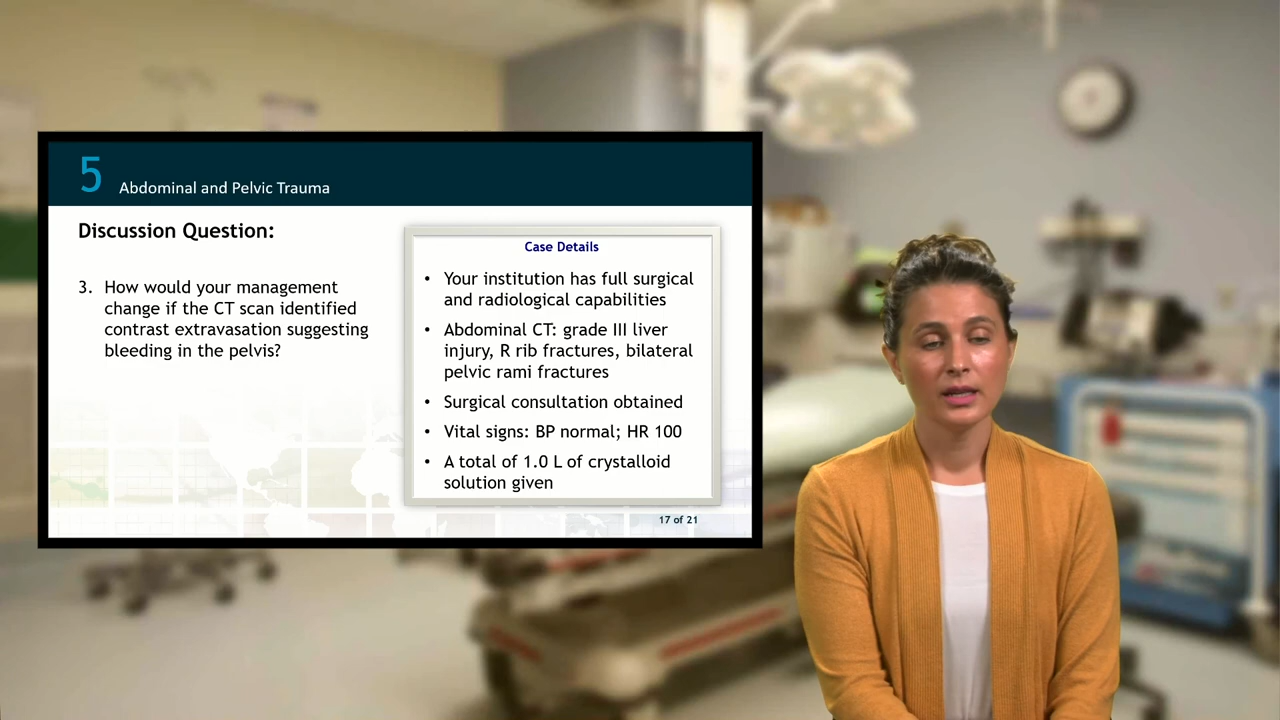 5 Abdominal and Pelvic Trauma
Discussion Question:
3. How would your management
change if the CT scan identified
contrast extravasation suggesting
bleeding in the pelvis?
Case Details
• Your institution has full surgical
and radiological capabilities
• Abdominal CT: grade III liver
injury, R rib fractures, bilateral
pelvic rami fractures
• Surgical consultation obtained
• Vital signs: BP normal; HR 100
• A total of 1.0 L of crystalloid
solution given
17 of 21